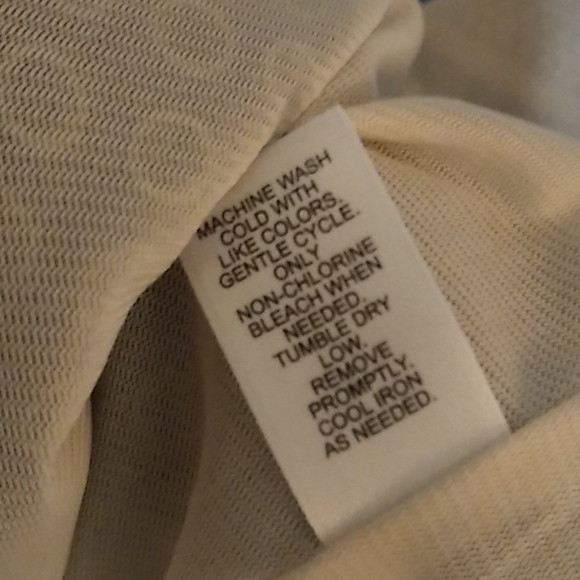 MACHINE WASH
COLD WITH
LIKE COLORS.
GENTLE CYCLE.
ONLY
NON-CHLORINE
BLEACH WHEN
NEEDED.
TUMBLE DRY
LOW.
REMOVE
PROMPTLY.
COOL IRON
AS NEEDED.